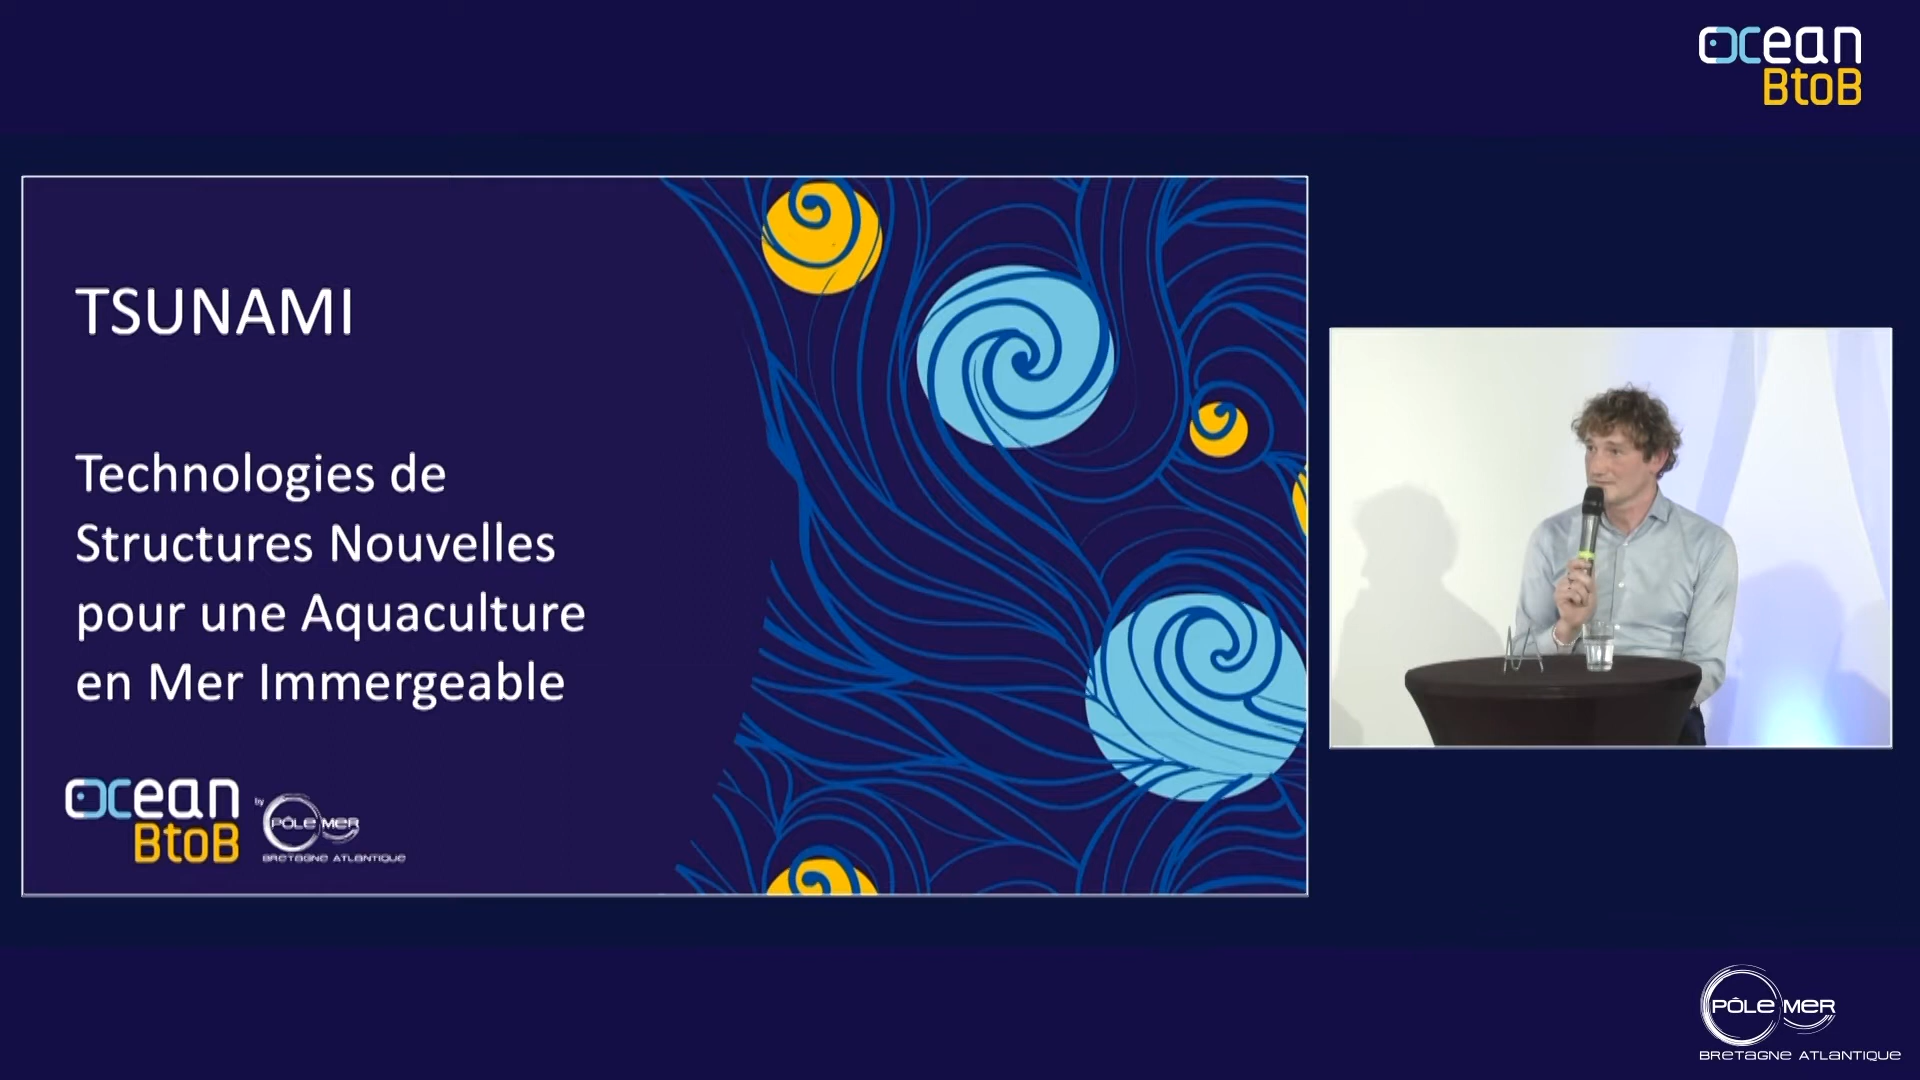 ocean
BtoB
TSUNAMI
Technologies de
Structures Nouvelles
pour une Aquaculture
en Mer Immergeable
ocean
BtoB
by
PÔLE MER
BRETAGNE ATLANTIQUE
PÔLE MER
BRETAGNE ATLANTIQUE